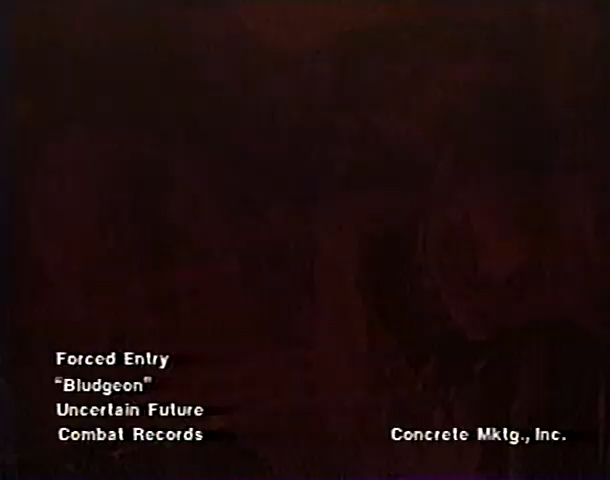 Forced Entry
"Bludgeon"
Uncertain Future
Combat Records
Concrete Mktg., Inc.